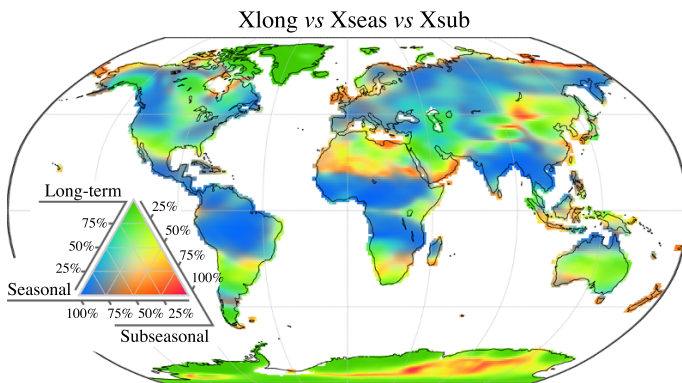 Xlong vs Xseas vs Xsub
Long-term
25%
75%
50%
50%
75%
25%
100%
Seasonal
100% 75% 50% 25%
Subseasonal